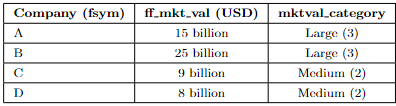 Company (fsym) ff_mkt_val (USD) mktval_category
A 15 billion Large (3)
B 25 billion Large (3)
C 9 billion Medium (2)
D 8 billion Medium (2)